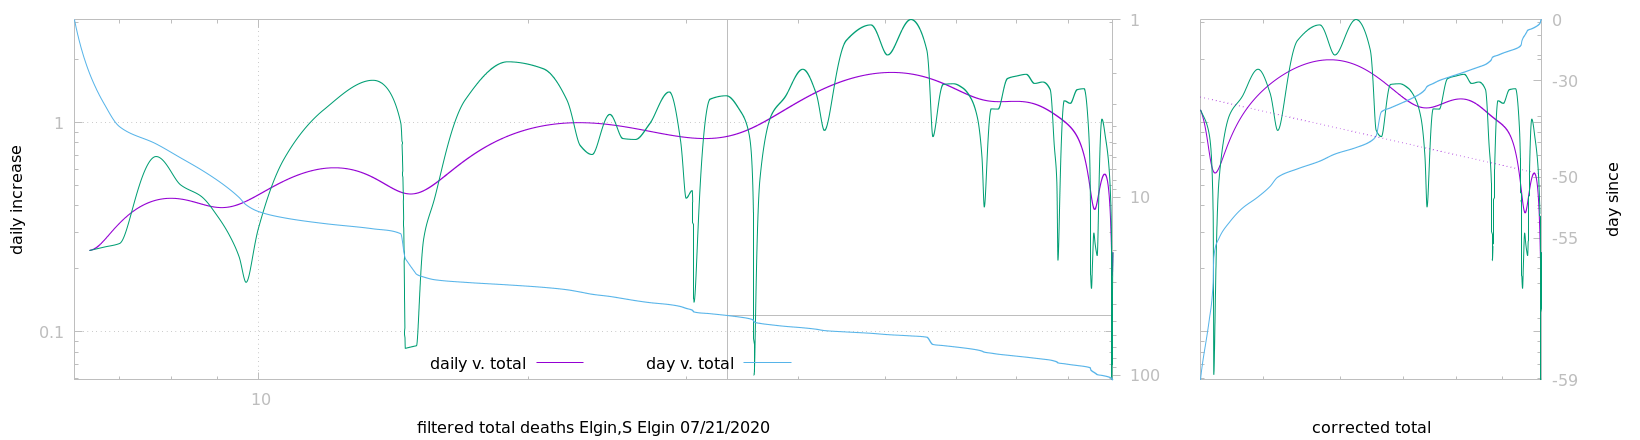 1
0
-30
1
daily increase
10
-50
day since
-55
0.1
daily v. total
day v. total
100
-59
10
filtered total deaths Elgin,S Elgin 07/21/2020
corrected total